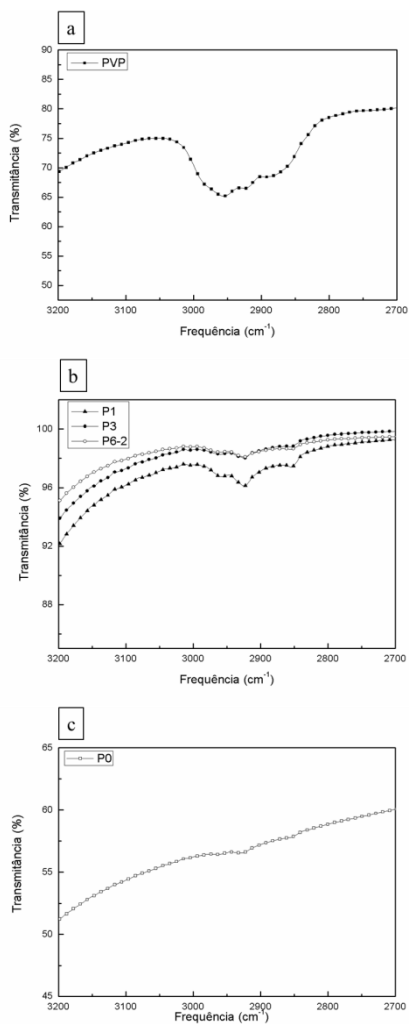 a
PVP
90
85
80
75
70
65
60
55
50
Transmitância (%)
3200 3100 3000 2900 2800 2700
Frequência (cm⁻¹)
b
P1
P3
P6-2
100
96
92
88
Transmitância (%)
3200 3100 3000 2900 2800 2700
Frequência (cm⁻¹)
c
P0
65
60
55
50
45
Transmitância (%)
3200 3100 3000 2900 2800 2700
Frequência (cm⁻¹)